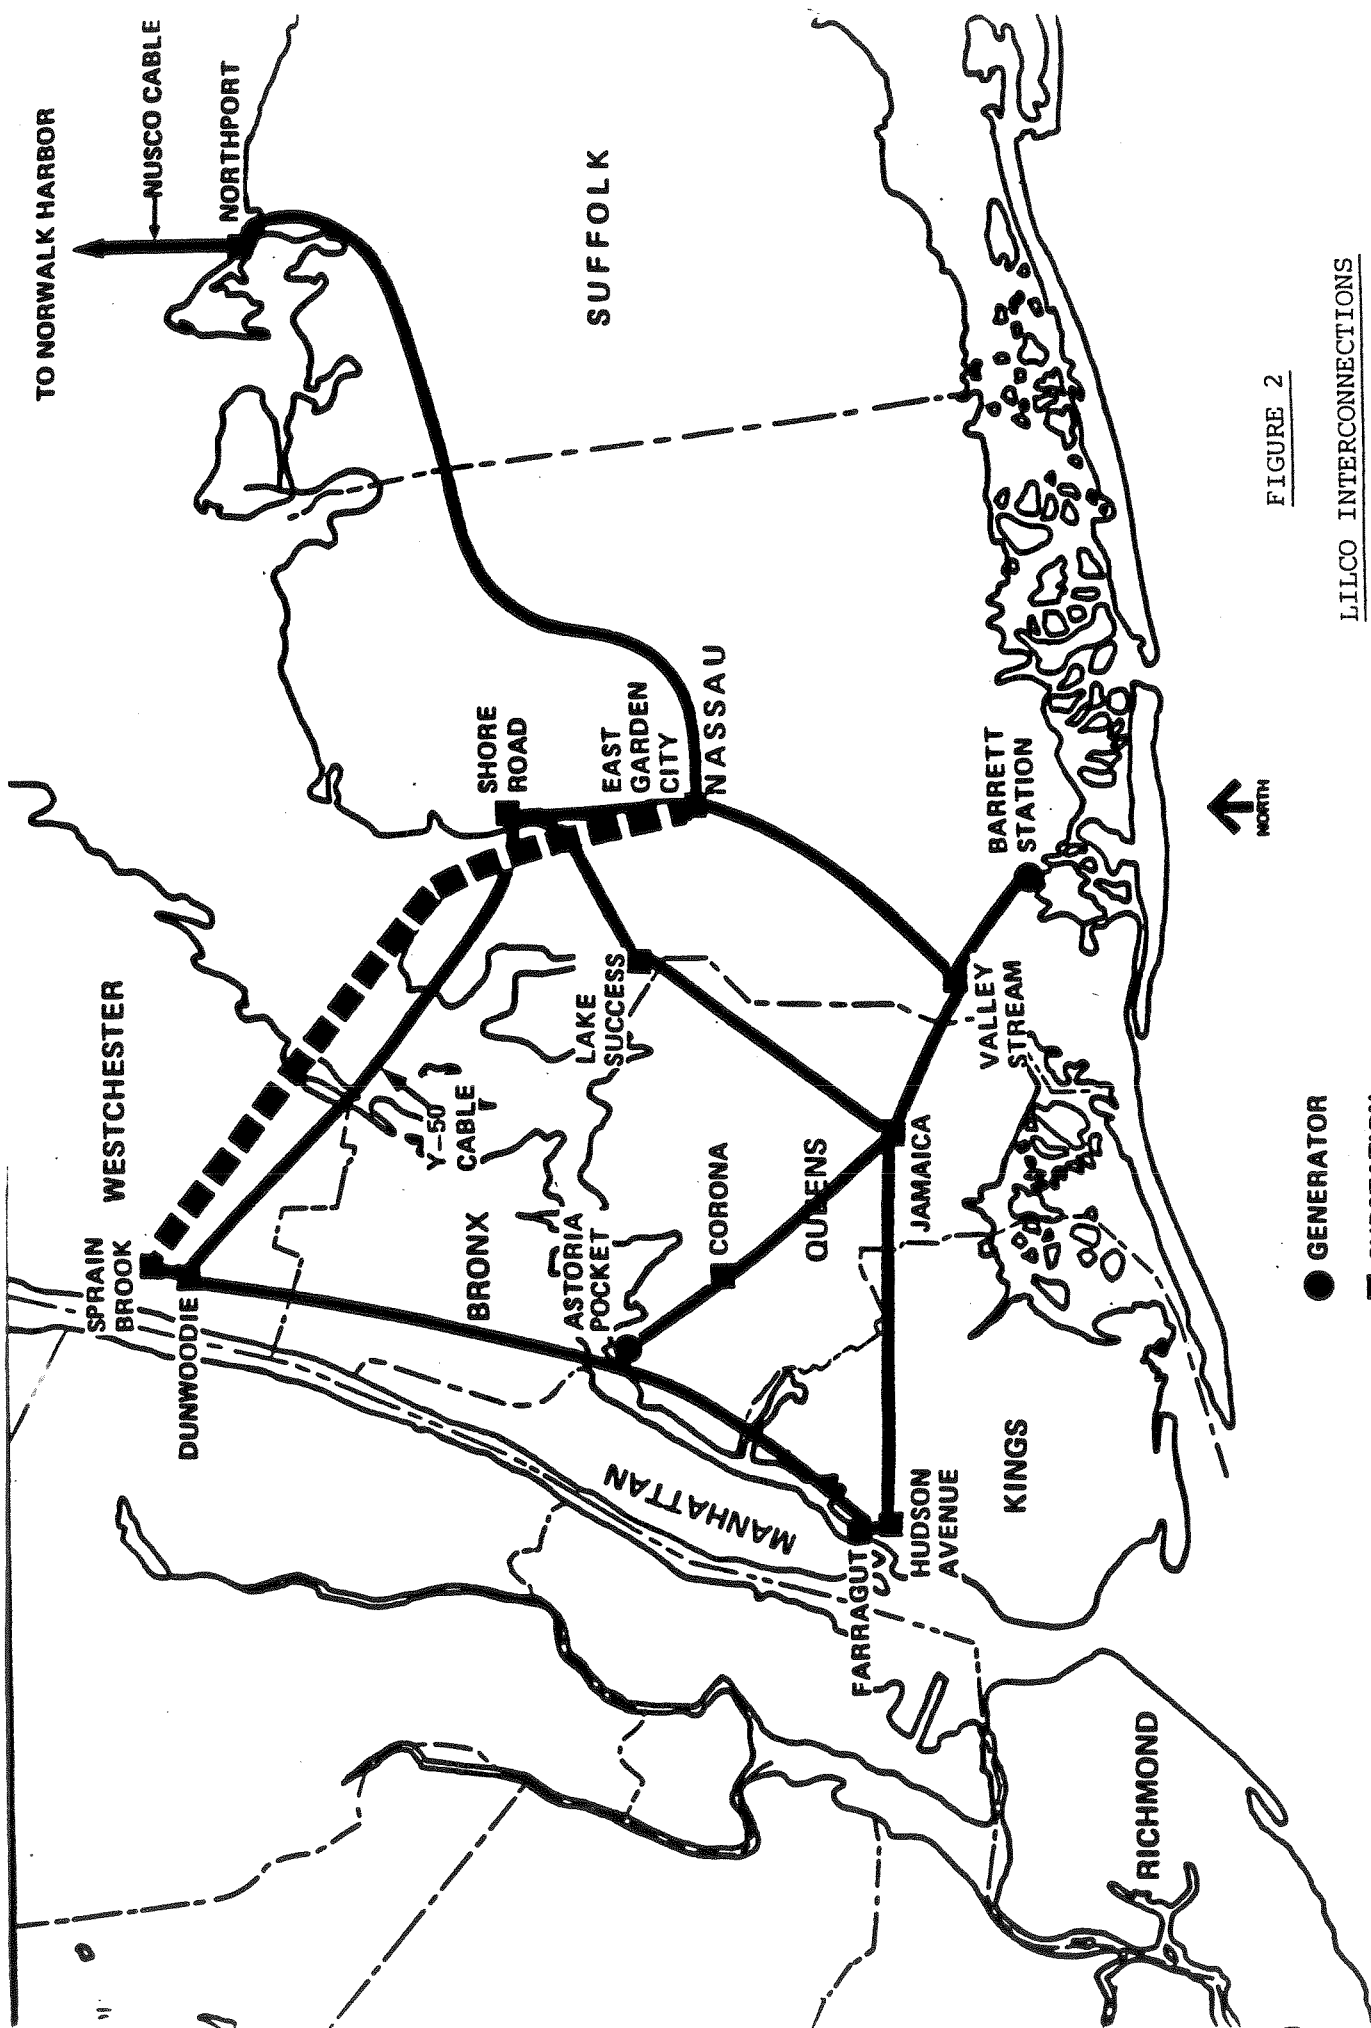 TO NORWALK HARBOR
NUSCO CABLE
NORTHPORT
SUFFOLK
SHORE
ROAD
EAST
GARDEN
CITY
NASSAU
WESTCHESTER
SPRAIN
BROOK
DUNWOODIE
Y-50
CABLE
LAKE
SUCCESS
BRONX
ASTORIA
POCKET
CORONA
QUEENS
JAMAICA
VALLEY
STREAM
BARRETT
STATION
MANHATTAN
FARRAGUT
HUDSON
AVENUE
KINGS
RICHMOND
NORTH
GENERATOR
FIGURE 2
LILCO INTERCONNECTIONS